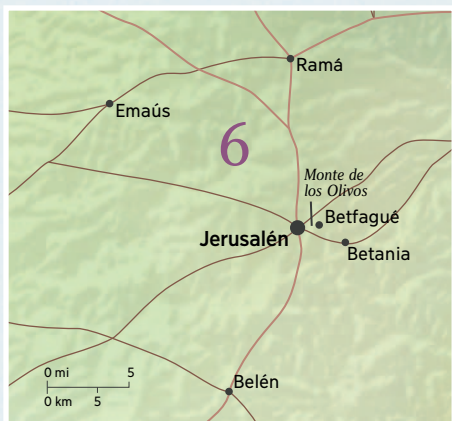 Ramá
Emaús
6
Monte de
los Olivos
Betfagué
Jerusalén
Betania
0 mi 5
0 km 5
Belén